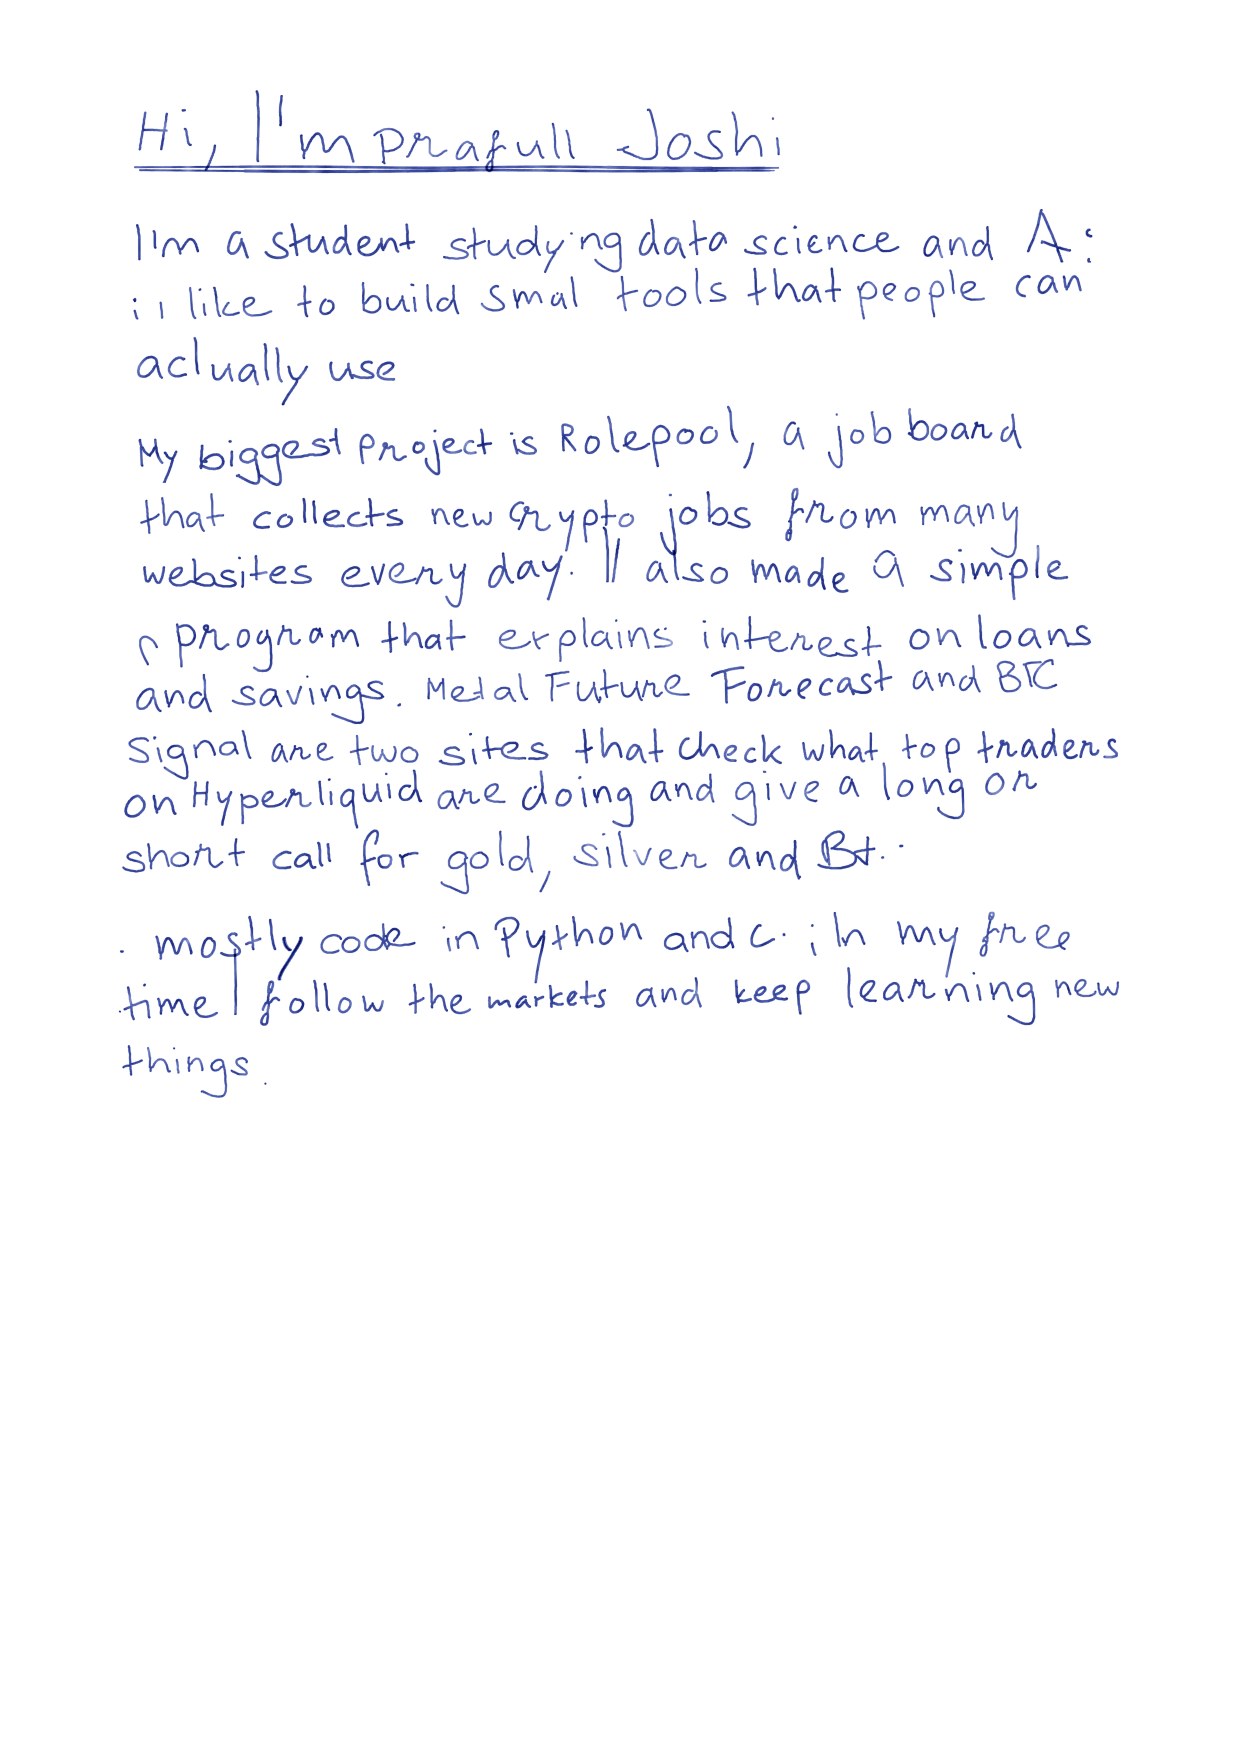 Hi, I'm prafull Joshi
I'm a student studying data science and A:
i I like to build smal tools that people can
actually use
My biggest project is Rolepool, a job board
that collects new crypto jobs from many
websites every day. I also made a simple
program that explains interest on loans
and savings. Metal Future Forecast and BTC
Signal are two sites that check what top traders
on Hyperliquid are doing and give a long or
short call for gold, silver and Bt..
. mostly code in Python and C. ; In my free
time I follow the markets and keep learning new
things.